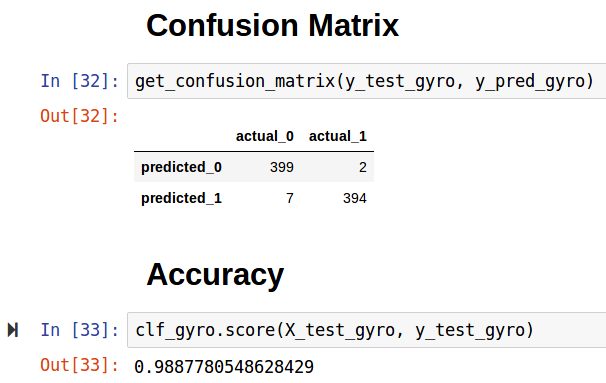 Confusion Matrix
In [32]: get_confusion_matrix(y_test_gyro, y_pred_gyro)
Out[32]:
actual_0 actual_1
predicted_0 399 2
predicted_1 7 394
Accuracy
In [33]: clf_gyro.score(X_test_gyro, y_test_gyro)
Out[33]: 0.9887780548628429